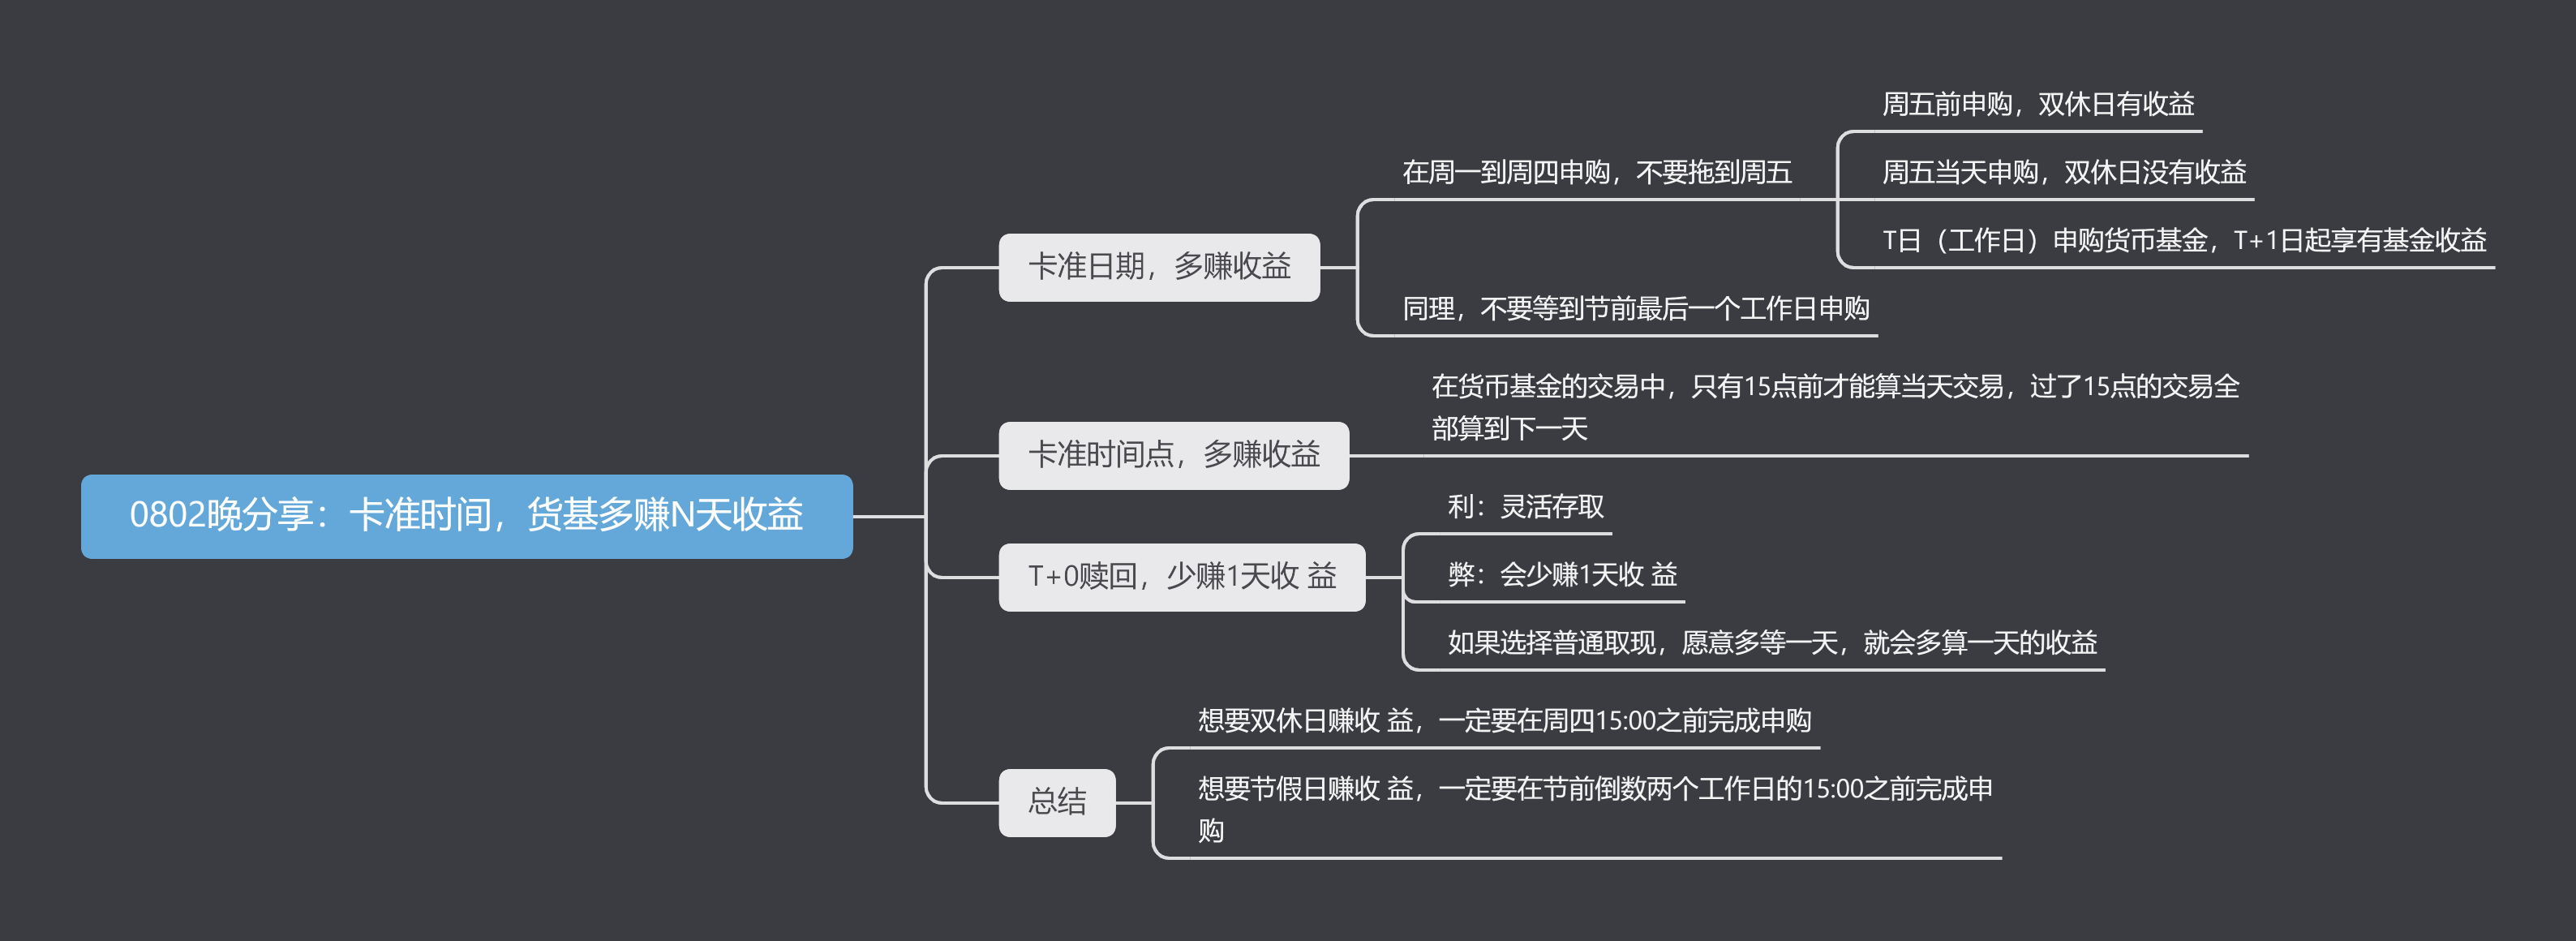 0802晚分享：卡准时间，货基多赚N天收益
卡准日期，多赚收益
在周一到周四申购，不要拖到周五
周五前申购，双休日有收益
周五当天申购，双休日没有收益
T日（工作日）申购货币基金，T+1日起享有基金收益
同理，不要等到节前最后一个工作日申购
卡准时间点，多赚收益
在货币基金的交易中，只有15点前才能算当天交易，过了15点的交易全
部算到下一天
T+0赎回，少赚1天收 益
利：灵活存取
弊：会少赚1天收 益
如果选择普通取现，愿意多等一天，就会多算一天的收益
总结
想要双休日赚收 益，一定要在周四15:00之前完成申购
想要节假日赚收 益，一定要在节前倒数两个工作日的15:00之前完成申
购